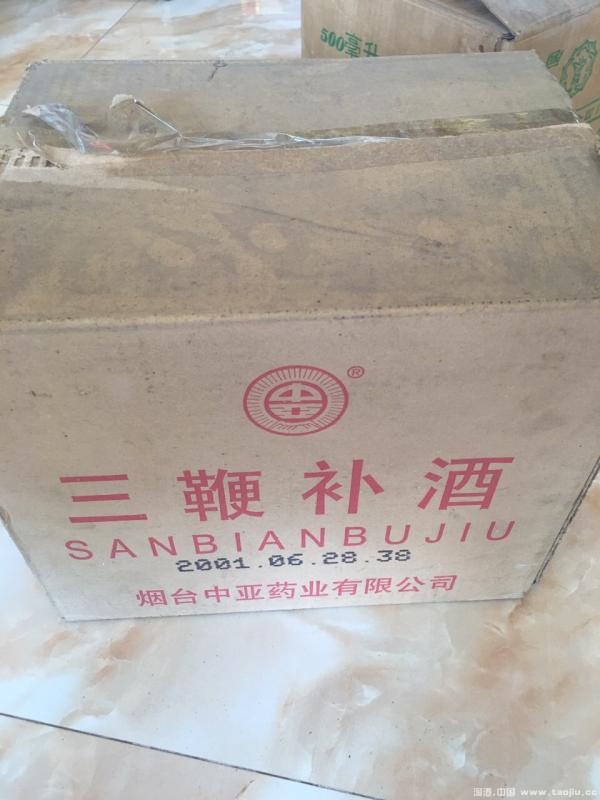 500毫升
®
三鞭补酒
SANBIANBUJIU
2001.06.28.38
烟台中亚药业有限公司
淘酒.中国 www.taojiu.cc